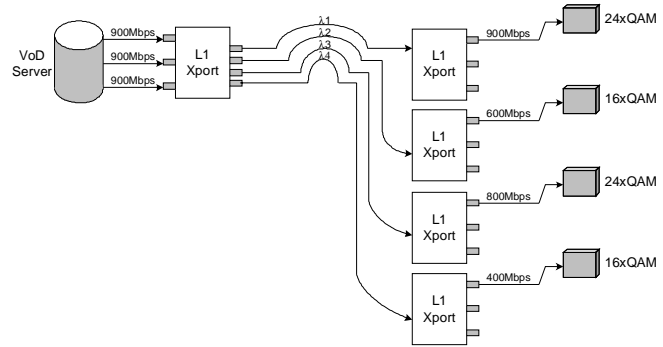 VoD
Server
900Mbps
900Mbps
900Mbps
L1
Xport
λ1
λ2
λ3
λ4
L1
Xport
900Mbps
24xQAM
L1
Xport
600Mbps
16xQAM
L1
Xport
800Mbps
24xQAM
L1
Xport
400Mbps
16xQAM